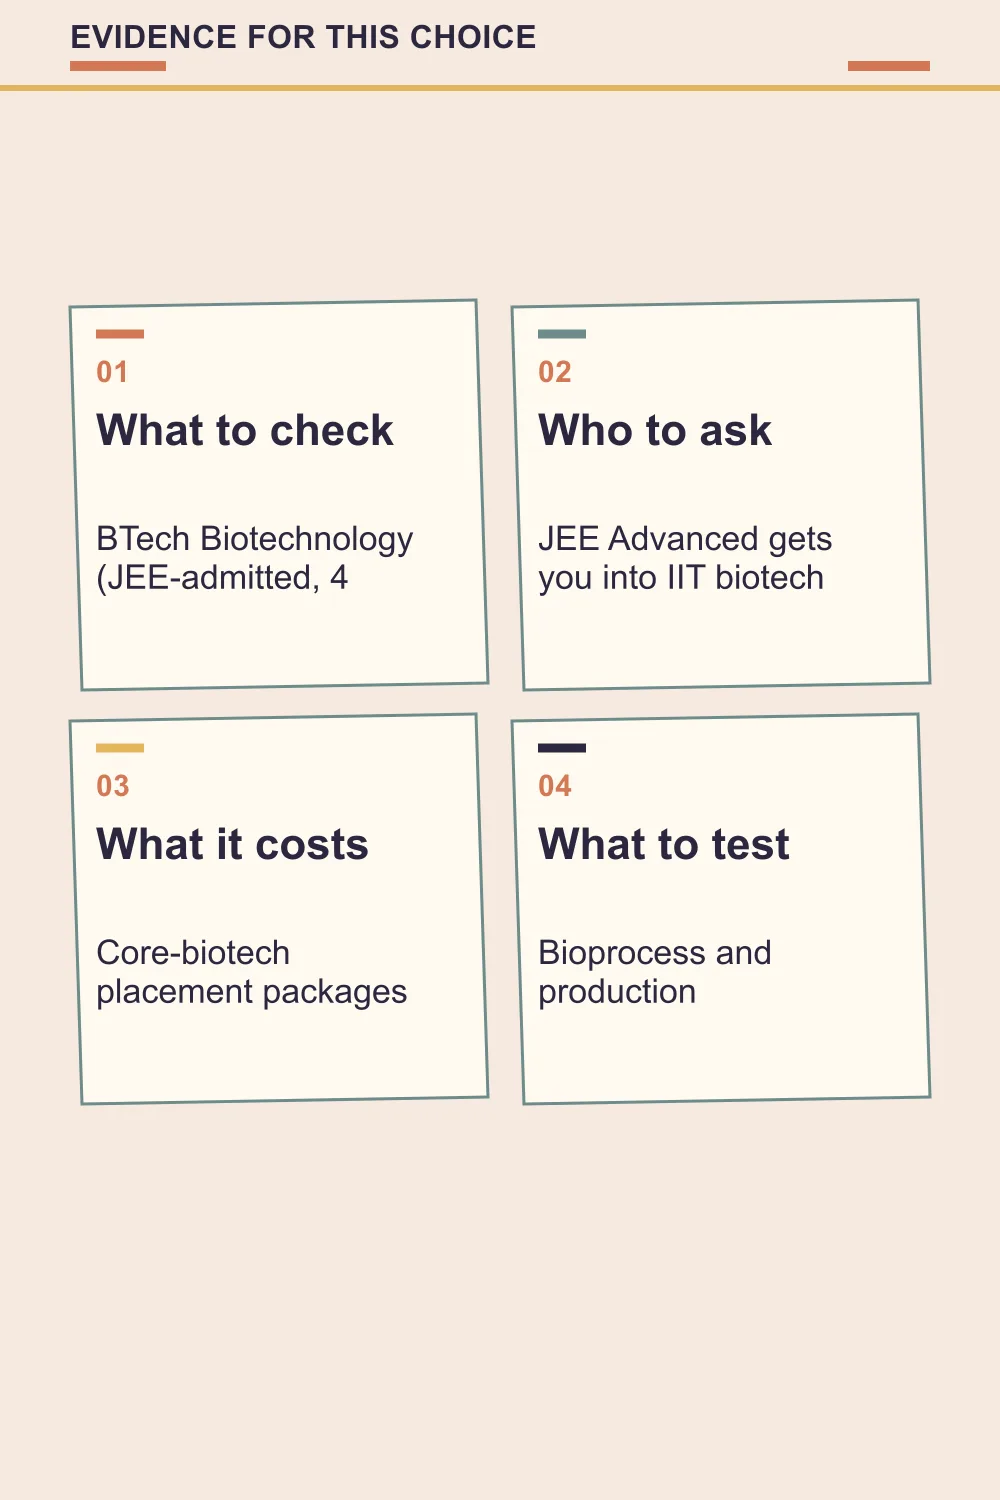 EVIDENCE FOR THIS CHOICE
01
What to check
BTech Biotechnology
(JEE-admitted, 4
02
Who to ask
JEE Advanced gets
you into IIT biotech
03
What it costs
Core-biotech
placement packages
04
What to test
Bioprocess and
production